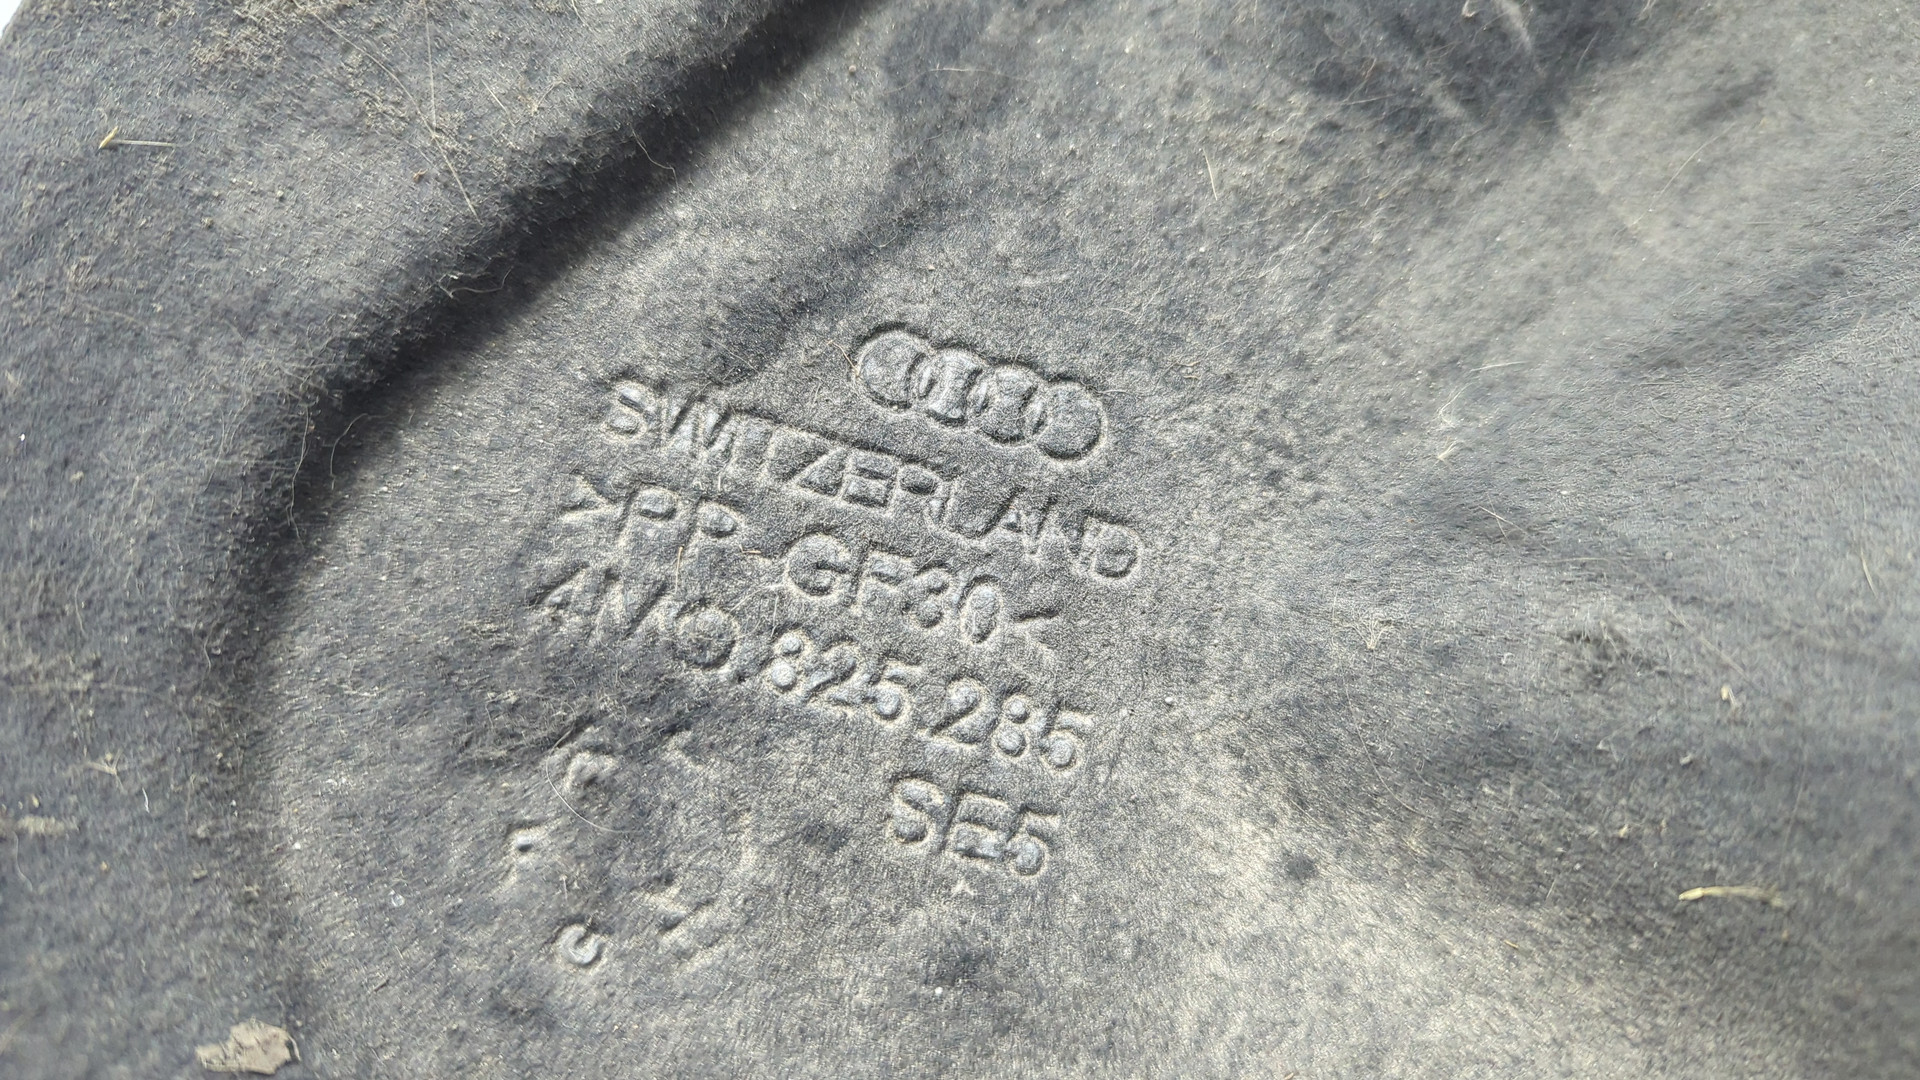 SWITZERLAND
>PP-GF30<
4N0.825.285
SE5